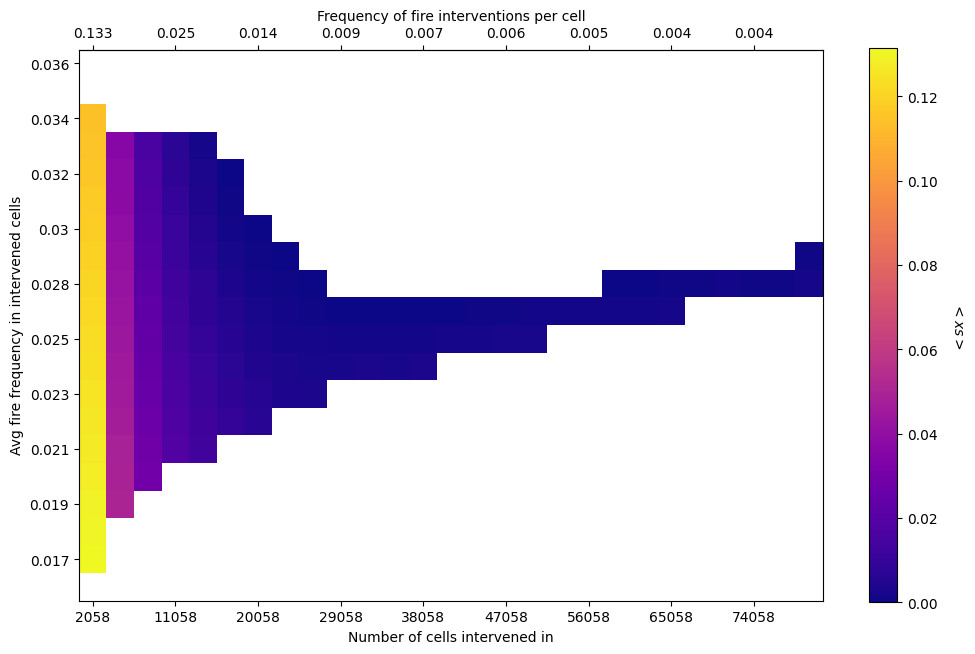 Frequency of fire interventions per cell
0.133 0.025 0.014 0.009 0.007 0.006 0.005 0.004 0.004
Avg fire frequency in intervened cells
0.036
0.034
0.032
0.03
0.028
0.025
0.023
0.021
0.019
0.017
2058 11058 20058 29058 38058 47058 56058 65058 74058
Number of cells intervened in
0.12
0.10
0.08
0.06
0.04
0.02
0.00
< sx >